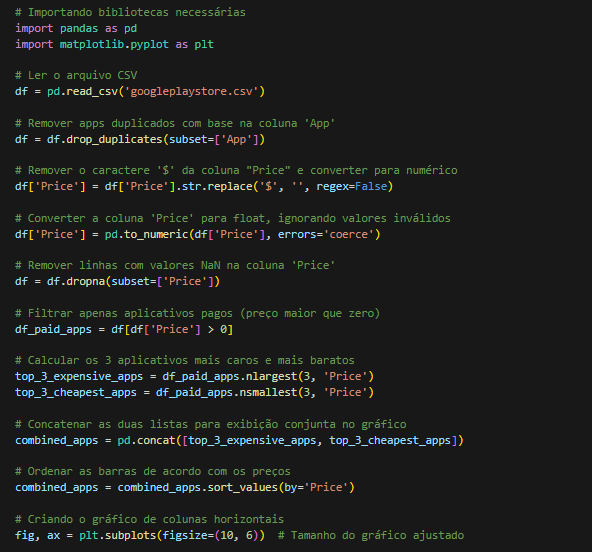 # Importando bibliotecas necessárias
import pandas as pd
import matplotlib.pyplot as plt
# Ler o arquivo CSV
df = pd.read_csv('googleplaystore.csv')
# Remover apps duplicados com base na coluna 'App'
df = df.drop_duplicates(subset=['App'])
# Remover o caractere '$' da coluna "Price" e converter para numérico
df['Price'] = df['Price'].str.replace('$', '', regex=False)
# Converter a coluna 'Price' para float, ignorando valores inválidos
df['Price'] = pd.to_numeric(df['Price'], errors='coerce')
# Remover linhas com valores NaN na coluna 'Price'
df = df.dropna(subset=['Price'])
# Filtrar apenas aplicativos pagos (preço maior que zero)
df_paid_apps = df[df['Price'] > 0]
# Calcular os 3 aplicativos mais caros e mais baratos
top_3_expensive_apps = df_paid_apps.nlargest(3, 'Price')
top_3_cheapest_apps = df_paid_apps.nsmallest(3, 'Price')
# Concatenar as duas listas para exibição conjunta no gráfico
combined_apps = pd.concat([top_3_expensive_apps, top_3_cheapest_apps])
# Ordenar as barras de acordo com os preços
combined_apps = combined_apps.sort_values(by='Price')
# Criando o gráfico de colunas horizontais
fig, ax = plt.subplots(figsize=(10, 6))  # Tamanho do gráfico ajustado